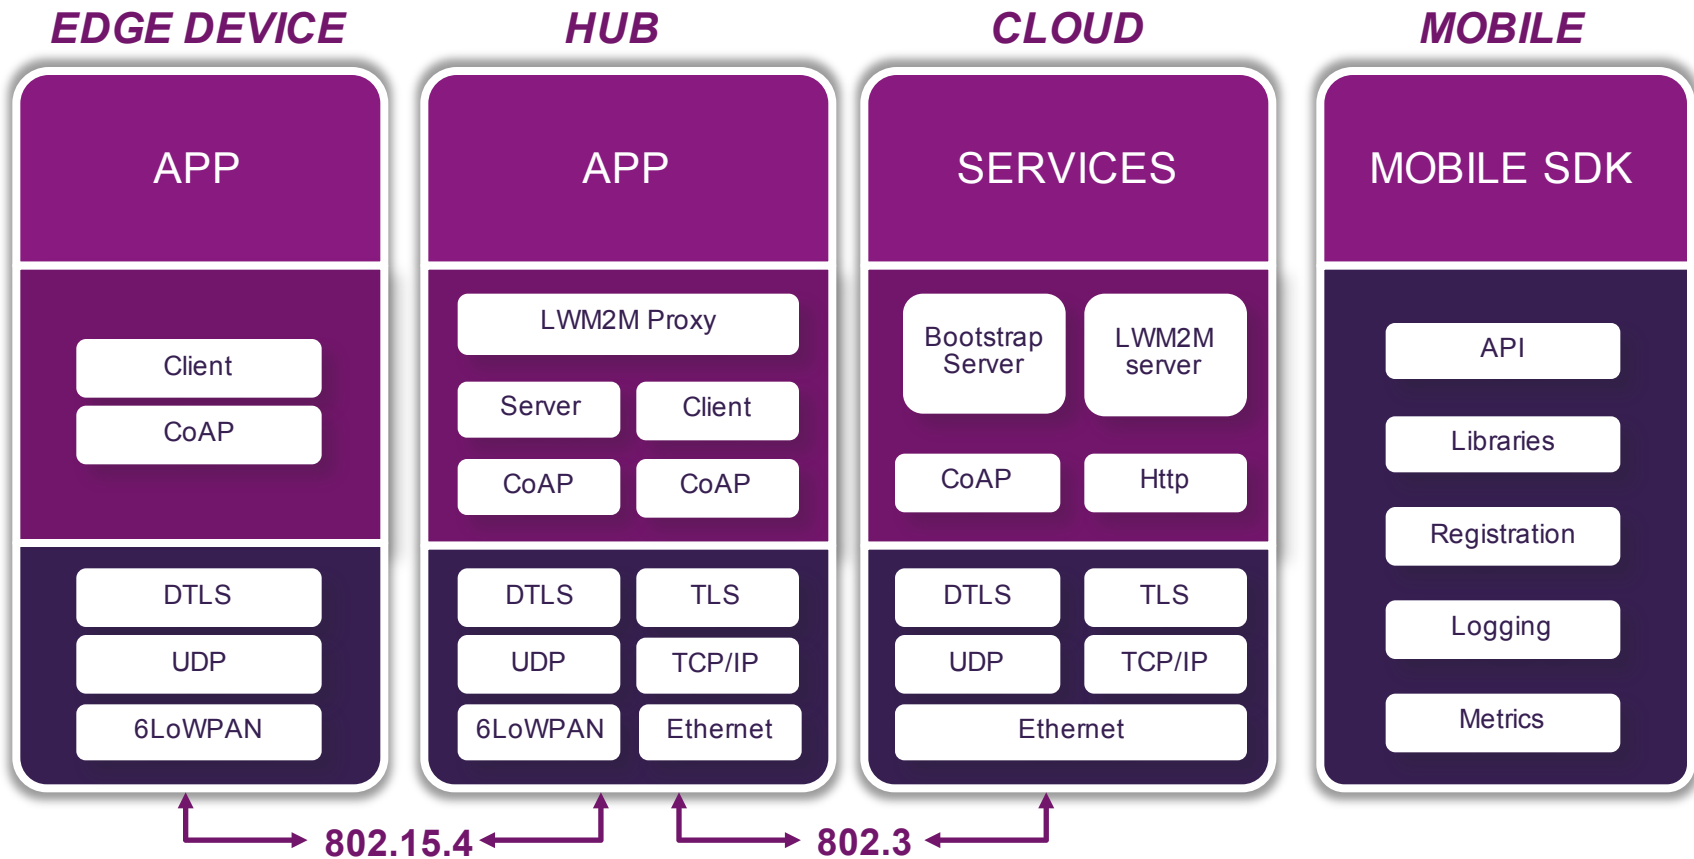 EDGE DEVICE
HUB
CLOUD
MOBILE
APP
APP
SERVICES
MOBILE SDK
Client
CoAP
DTLS
UDP
6LoWPAN
LWM2M Proxy
Server
Client
CoAP
CoAP
DTLS
TLS
UDP
TCP/IP
6LoWPAN
Ethernet
Bootstrap
Server
LWM2M
server
CoAP
Http
DTLS
TLS
UDP
TCP/IP
Ethernet
API
Libraries
Registration
Logging
Metrics
802.15.4
802.3